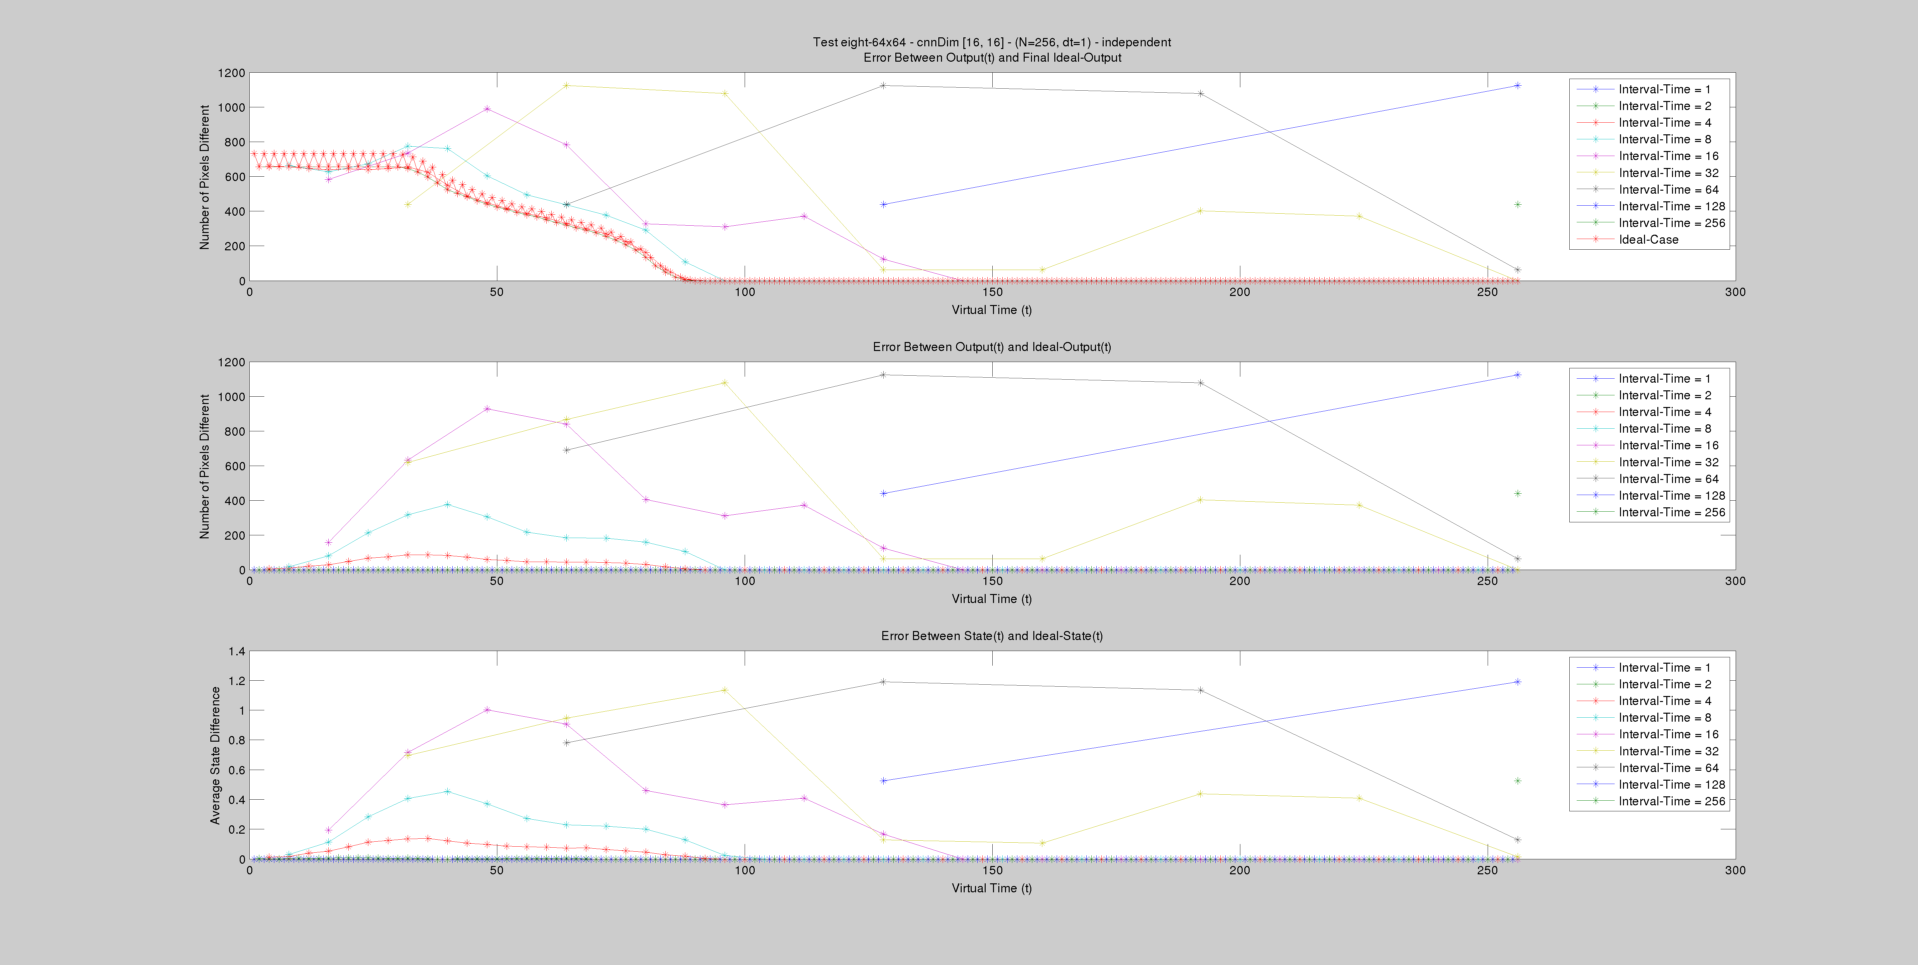 Test eight-64x64 - cnnDim [16, 16] - (N=256, dt=1) - independent
Error Between Output(t) and Final Ideal-Output
1200
1000
800
600
400
200
0
Number of Pixels Different
0 50 100 150 200 250 300
Virtual Time (t)
Interval-Time = 1
Interval-Time = 2
Interval-Time = 4
Interval-Time = 8
Interval-Time = 16
Interval-Time = 32
Interval-Time = 64
Interval-Time = 128
Interval-Time = 256
Ideal-Case
Error Between Output(t) and Ideal-Output(t)
1200
1000
800
600
400
200
0
Number of Pixels Different
0 50 100 150 200 250 300
Virtual Time (t)
Interval-Time = 1
Interval-Time = 2
Interval-Time = 4
Interval-Time = 8
Interval-Time = 16
Interval-Time = 32
Interval-Time = 64
Interval-Time = 128
Interval-Time = 256
Error Between State(t) and Ideal-State(t)
1.4
1.2
1
0.8
0.6
0.4
0.2
0
Average State Difference
0 50 100 150 200 250 300
Virtual Time (t)
Interval-Time = 1
Interval-Time = 2
Interval-Time = 4
Interval-Time = 8
Interval-Time = 16
Interval-Time = 32
Interval-Time = 64
Interval-Time = 128
Interval-Time = 256